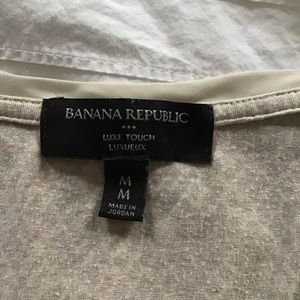 BANANA REPUBLIC
+++
LUXE TOUCH
LUXUEUX
M
M
MADE IN
JORDAN